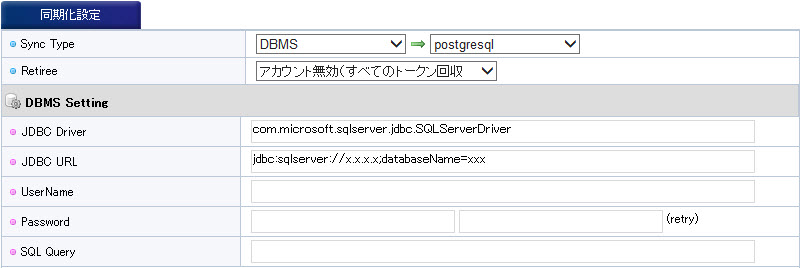 同期化設定
Sync Type DBMS postgresql
Retiree アカウント無効(すべてのトークン回収
DBMS Setting
JDBC Driver com.microsoft.sqlserver.jdbc.SQLServerDriver
JDBC URL jdbc:sqlserver://x.x.x.x;databaseName=xxx
UserName
Password (retry)
SQL Query